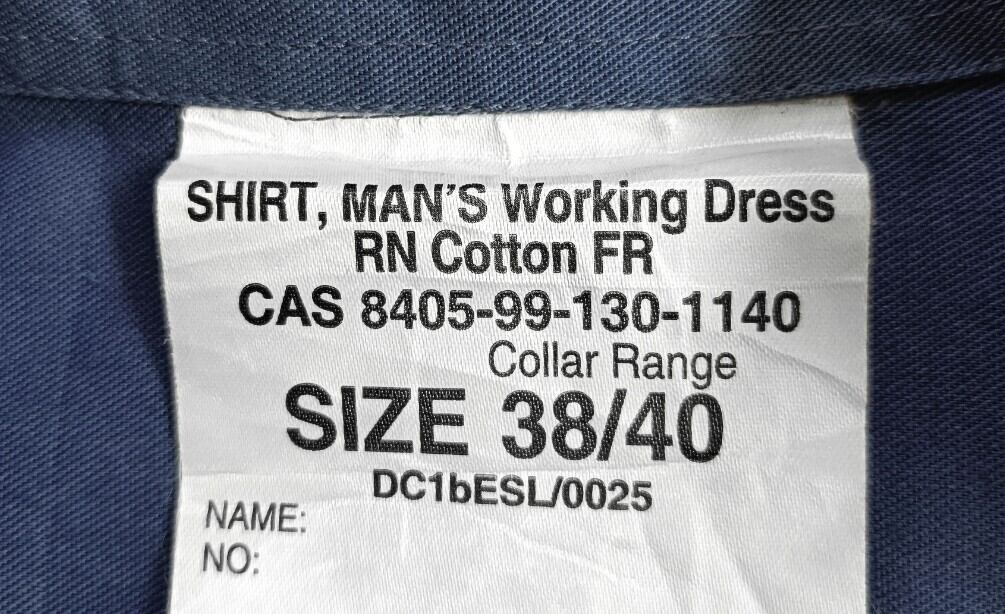 SHIRT, MAN'S Working Dress
RN Cotton FR
CAS 8405-99-130-1140
Collar Range
SIZE 38/40
DC1bESL/0025
NAME:
NO: